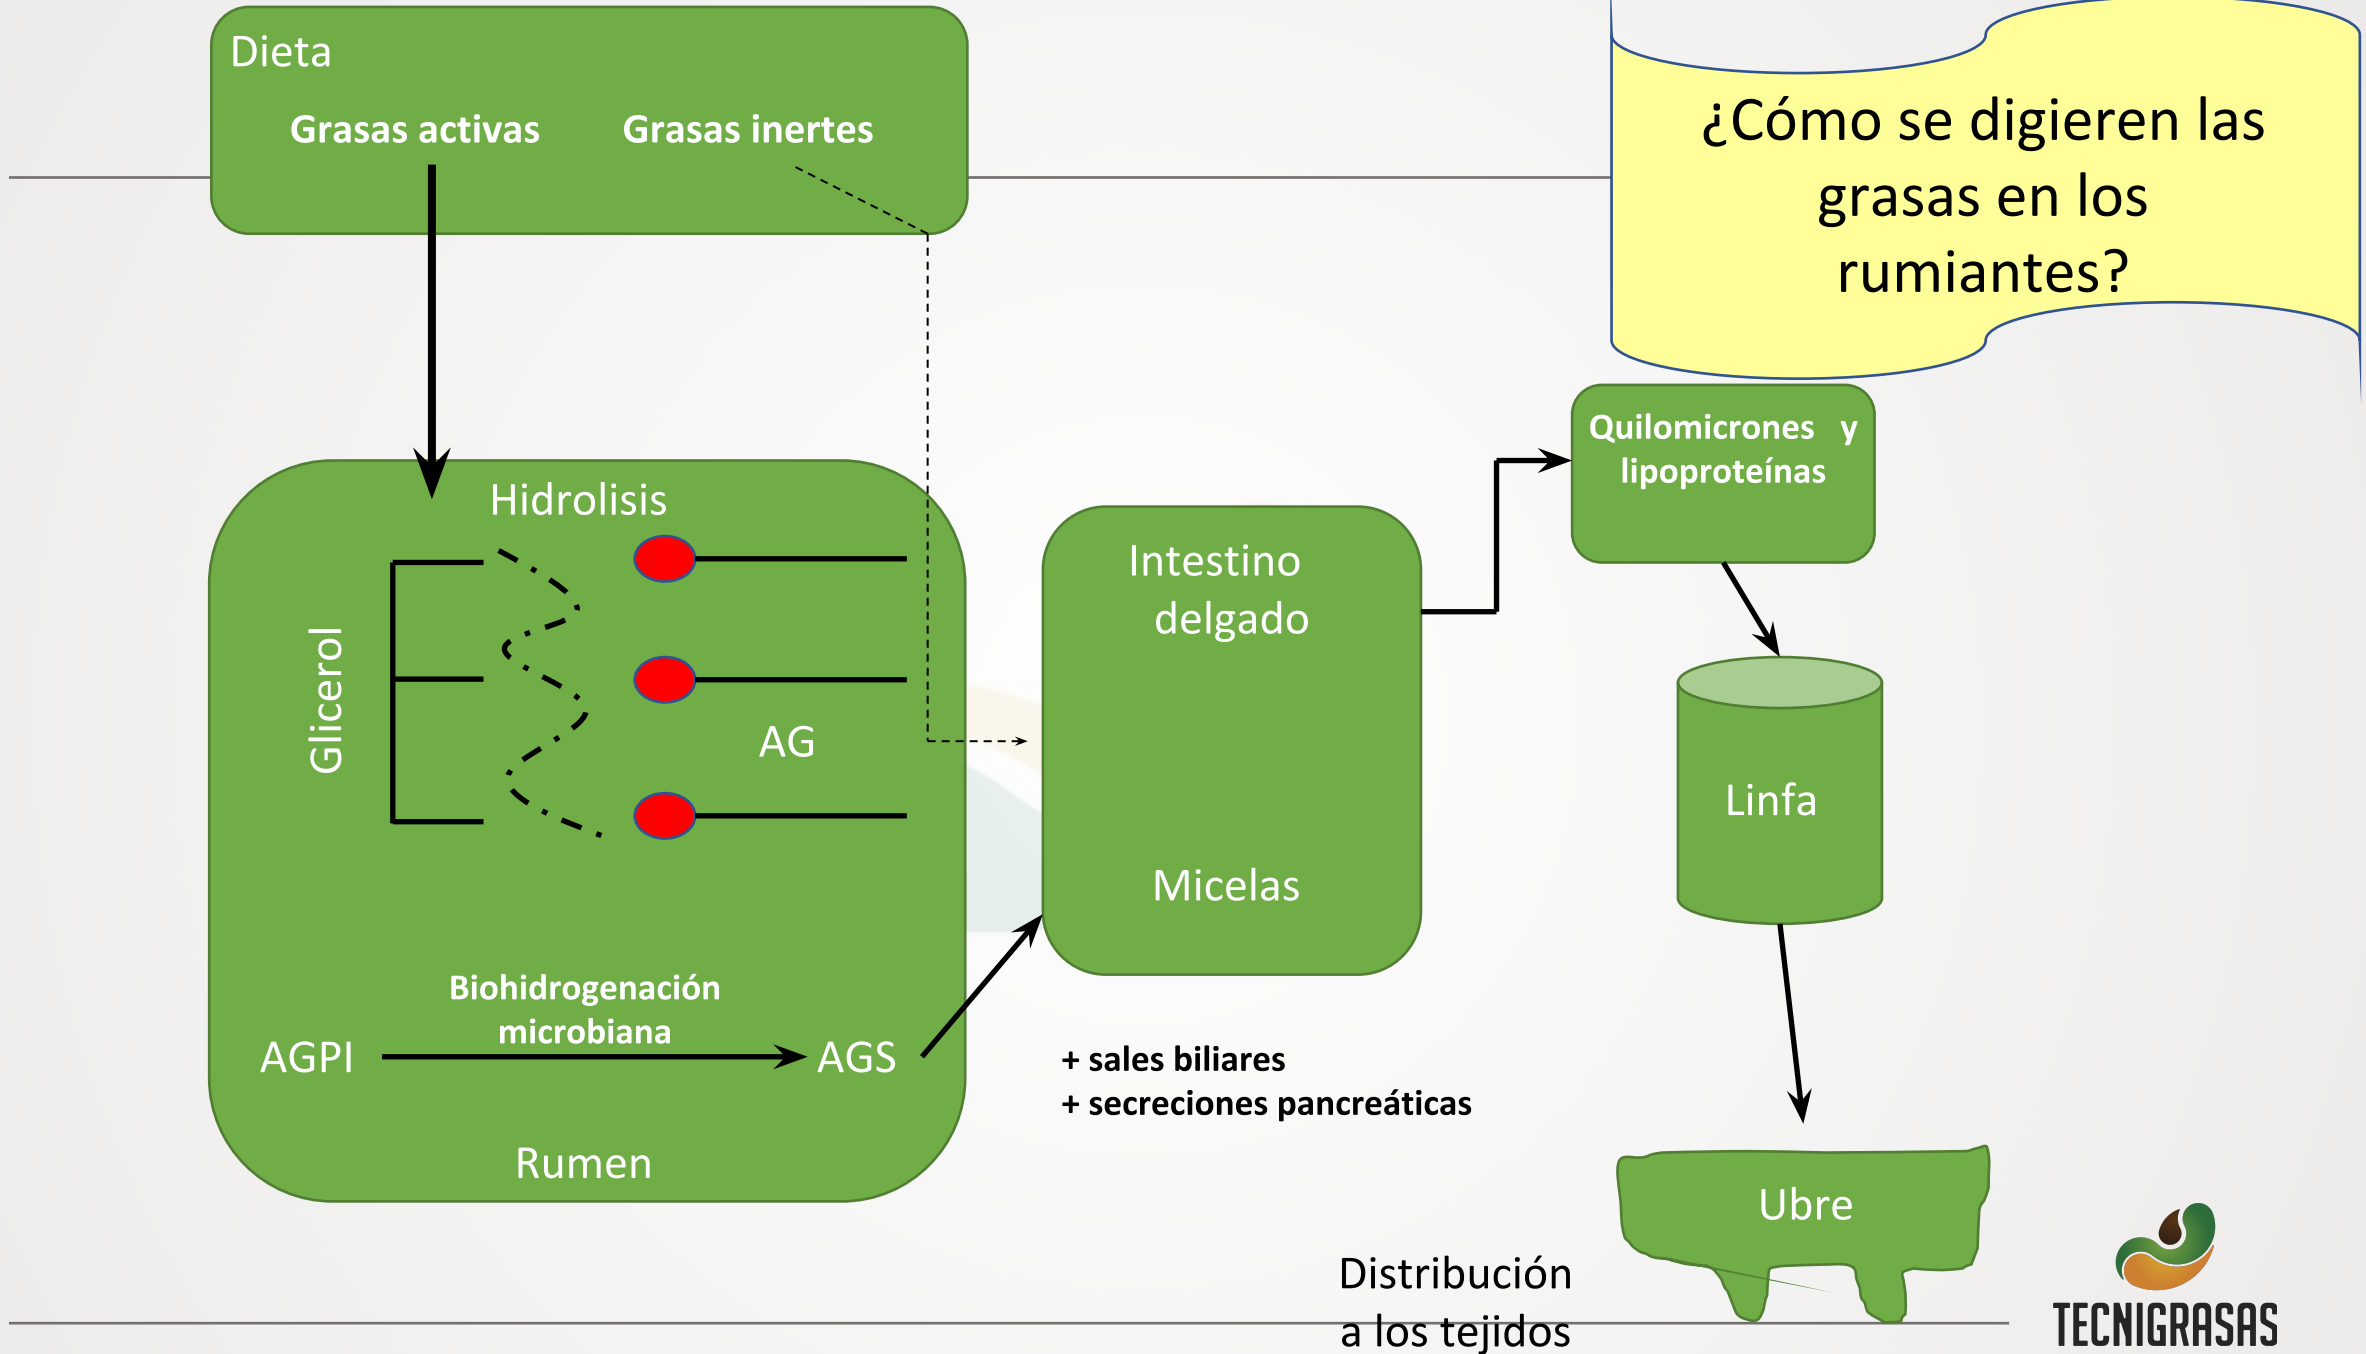 Dieta
Grasas activas
Grasas inertes
¿Cómo se digieren las
grasas en los
rumiantes?
Hidrolisis
Glicerol
AG
Biohidrogenación
microbiana
AGPI
AGS
Rumen
Intestino
delgado
Micelas
+ sales biliares
+ secreciones pancreáticas
Quilomicrones y
lipoproteínas
Linfa
Ubre
Distribución
a los tejidos
TECNIGRASAS